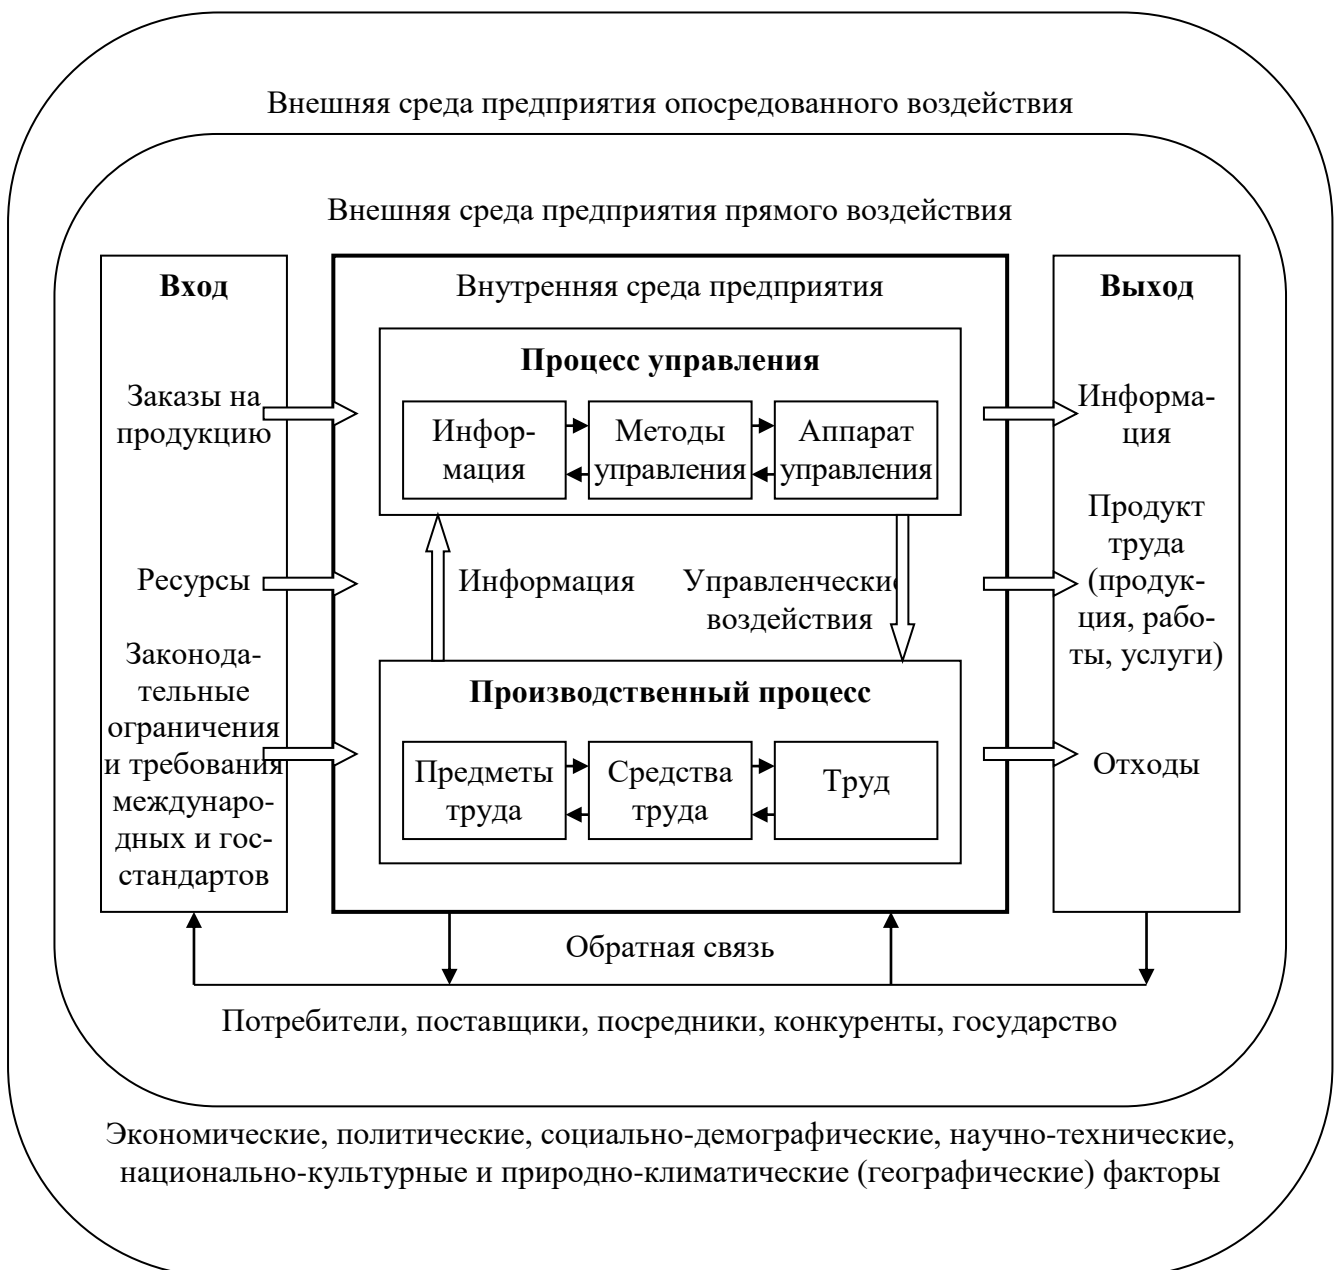 Внешняя среда предприятия опосредованного воздействия
Внешняя среда предприятия прямого воздействия
Вход
Заказы на
продукцию
Ресурсы
Законода-
тельные
ограничения
и требования
междунаро-
дных и гос-
стандартов
Внутренняя среда предприятия
Процесс управления
Инфор-
мация
Методы
управления
Аппарат
управления
Информация
Управленческие
воздействия
Производственный процесс
Предметы
труда
Средства
труда
Труд
Выход
Информа-
ция
Продукт
труда
(продук-
ция, рабо-
ты, услуги)
Отходы
Обратная связь
Потребители, поставщики, посредники, конкуренты, государство
Экономические, политические, социально-демографические, научно-технические,
национально-культурные и природно-климатические (географические) факторы